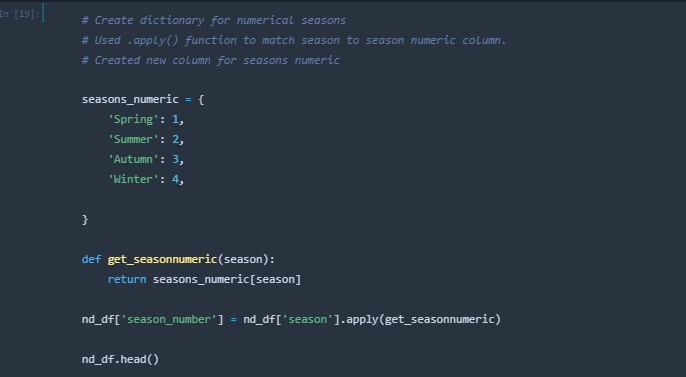 In [19]:
# Create dictionary for numerical seasons
# Used .apply() function to match season to season numeric column.
# Created new column for seasons numeric
seasons_numeric = {
'Spring': 1,
'Summer': 2,
'Autumn': 3,
'Winter': 4,
}
def get_seasonnumeric(season):
return seasons_numeric[season]
nd_df['season_number'] = nd_df['season'].apply(get_seasonnumeric)
nd_df.head()